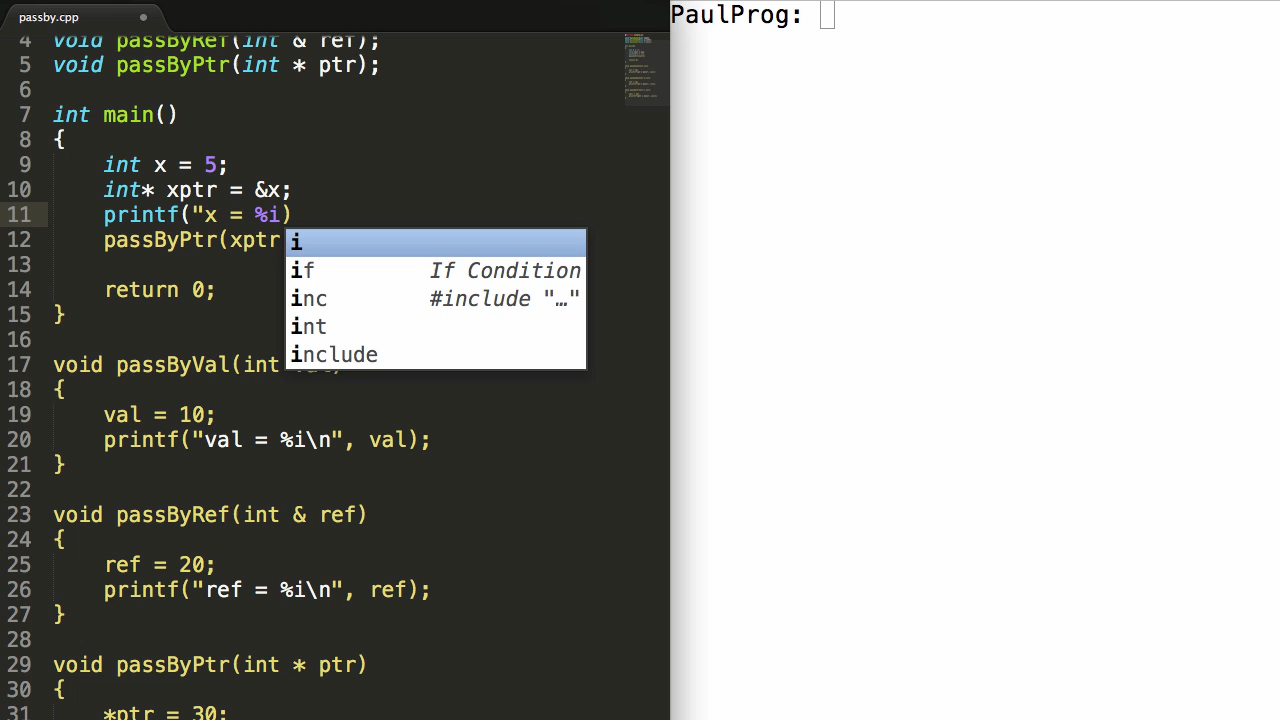 passby.cpp
4 void passByRef(int & ref);
5 void passByPtr(int * ptr);
6
7 int main()
8 {
9 int x = 5;
10 int* xptr = &x;
11 printf("x = %i)
12 passByPtr(xptr
13
14 return 0;
15 }
16
17 void passByVal(int
18 {
19 val = 10;
20 printf("val = %i\n", val);
21 }
22
23 void passByRef(int & ref)
24 {
25 ref = 20;
26 printf("ref = %i\n", ref);
27 }
28
29 void passByPtr(int * ptr)
30 {
31 *ptr = 30;
i
if If Condition
inc #include "…"
int
include
PaulProg: